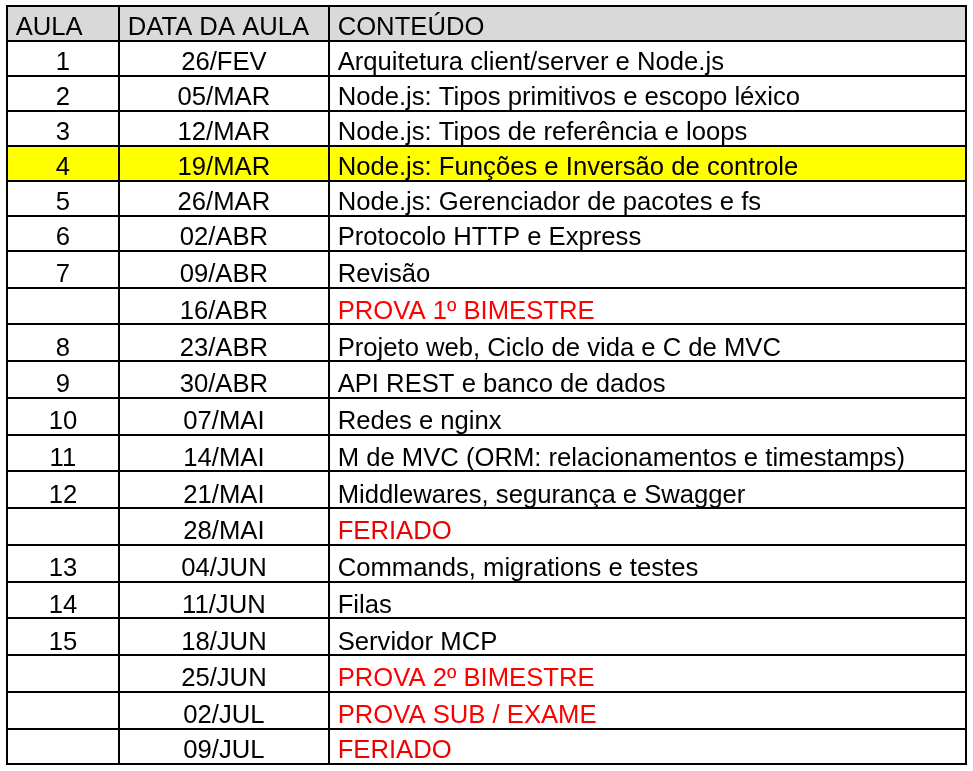 AULA DATA DA AULA CONTEÚDO
1 26/FEV Arquitetura client/server e Node.js
2 05/MAR Node.js: Tipos primitivos e escopo léxico
3 12/MAR Node.js: Tipos de referência e loops
4 19/MAR Node.js: Funções e Inversão de controle
5 26/MAR Node.js: Gerenciador de pacotes e fs
6 02/ABR Protocolo HTTP e Express
7 09/ABR Revisão
16/ABR PROVA 1º BIMESTRE
8 23/ABR Projeto web, Ciclo de vida e C de MVC
9 30/ABR API REST e banco de dados
10 07/MAI Redes e nginx
11 14/MAI M de MVC (ORM: relacionamentos e timestamps)
12 21/MAI Middlewares, segurança e Swagger
28/MAI FERIADO
13 04/JUN Commands, migrations e testes
14 11/JUN Filas
15 18/JUN Servidor MCP
25/JUN PROVA 2º BIMESTRE
02/JUL PROVA SUB / EXAME
09/JUL FERIADO